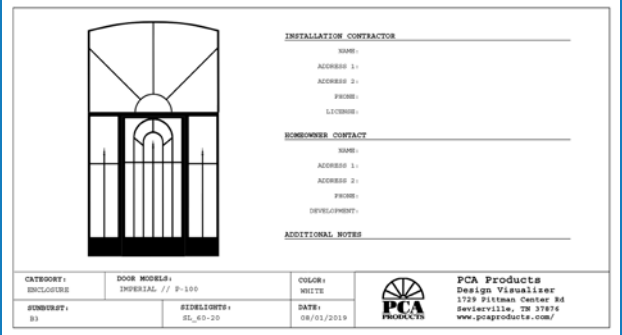 INSTALLATION CONTRACTOR
NAME:
ADDRESS 1:
ADDRESS 2:
PHONE:
LICENSE:
HOMEOWNER CONTACT
NAME:
ADDRESS 1:
ADDRESS 2:
PHONE:
DEVELOPMENT:
ADDITIONAL NOTES
CATEGORY:
ENCLOSURE
DOOR MODELS:
IMPERIAL // P-100
COLOR:
WHITE
SUNBURST:
B3
SIDELIGHTS:
SL_60-20
DATE:
08/01/2019
PCA
PRODUCTS
PCA Products
Design Visualizer
1729 Pittman Center Rd
Sevierville, TN 37876
www.pcaproducts.com/